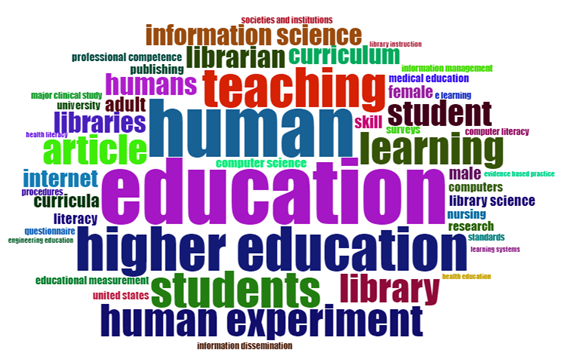 societies and institutions
information science
library instruction
professional competence
librarian
curriculum
publishing
information management
humans
teaching
medical education
major clinical study
female
e learning
university
adult
human
student
libraries
skill
surveys
computer literacy
health literacy
article
learning
computer science
internet
education
male
evidence based practice
procedures
computers
curricula
library science
literacy
nursing
research
questionnaire
higher education
standards
engineering education
learning systems
educational measurement
students
library
health education
united states
human experiment
information dissemination